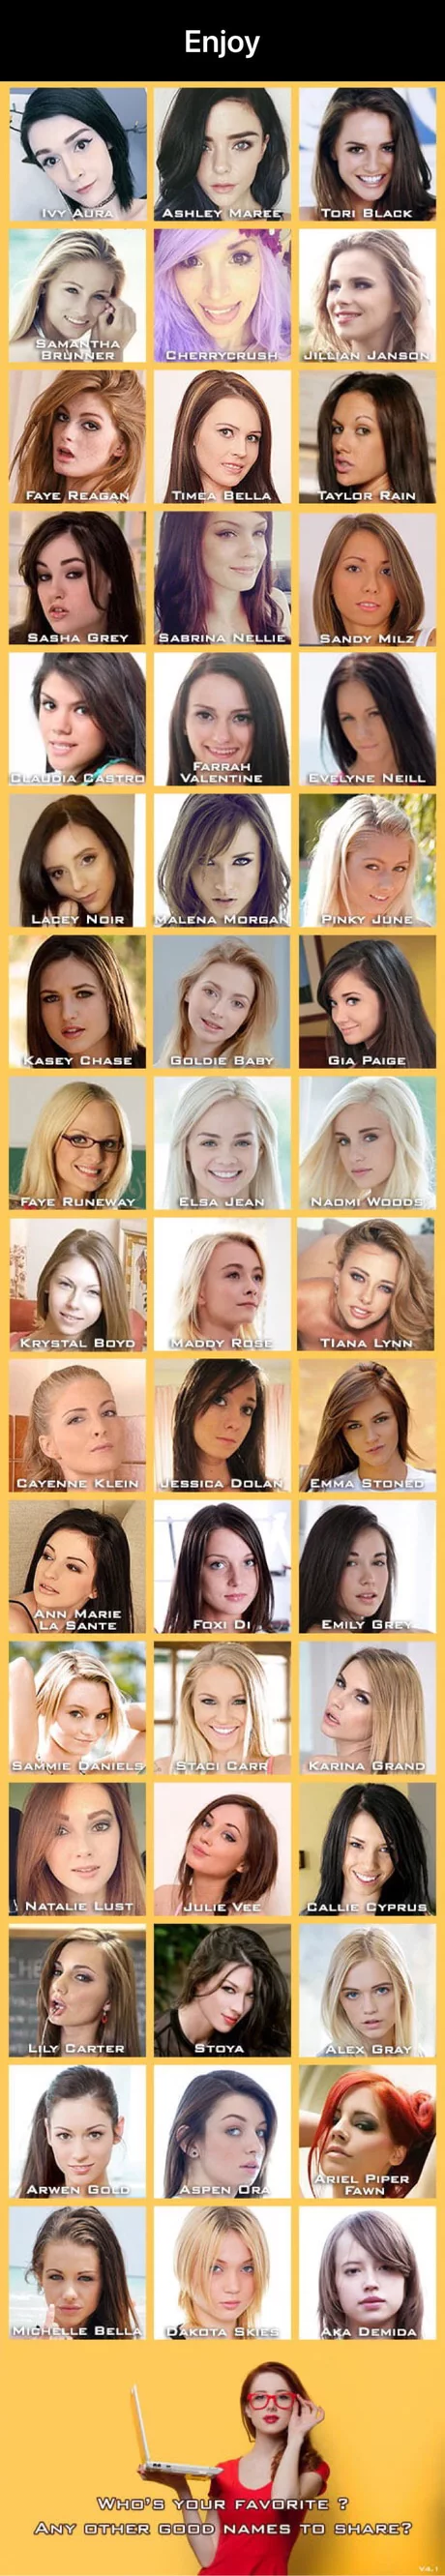 Enjoy
IVY AURA
ASHLEY MAREE
TORI BLACK
SAMANTHA
BRUNNER
CHERRYCRUSH
JILLIAN JANSON
FAYE REAGAN
TIMEA BELLA
TAYLOR RAIN
SASHA GREY
SABRINA NELLIE
SANDY MILZ
CLAUDIA CASTRO
FARRAH
VALENTINE
EVELYNE NEILL
LACEY NOIR
MALENA MORGAN
PINKY JUNE
KASEY CHASE
GOLDIE BABY
GIA PAIGE
FAYE RUNEWAY
ELSA JEAN
NAOMI WOODS
KRYSTAL BOYD
MADDY ROSE
TIANA LYNN
CAYENNE KLEIN
JESSICA DOLAN
EMMA STONED
ANN MARIE
LA SANTE
FOXI DI
EMILY GREY
SAMMIE DANIELS
STACI CARR
KARINA GRAND
NATALIE LUST
JULIE VEE
CALLIE CYPRUS
LILY CARTER
STOYA
ALEX GRAY
ARWEN GOLD
ASPEN ORA
ARIEL PIPER
FAWN
MICHELLE BELLA
DAKOTA SKIES
AKA DEMIDA
WHO'S YOUR FAVORITE ?
ANY OTHER GOOD NAMES TO SHARE?
V4.1